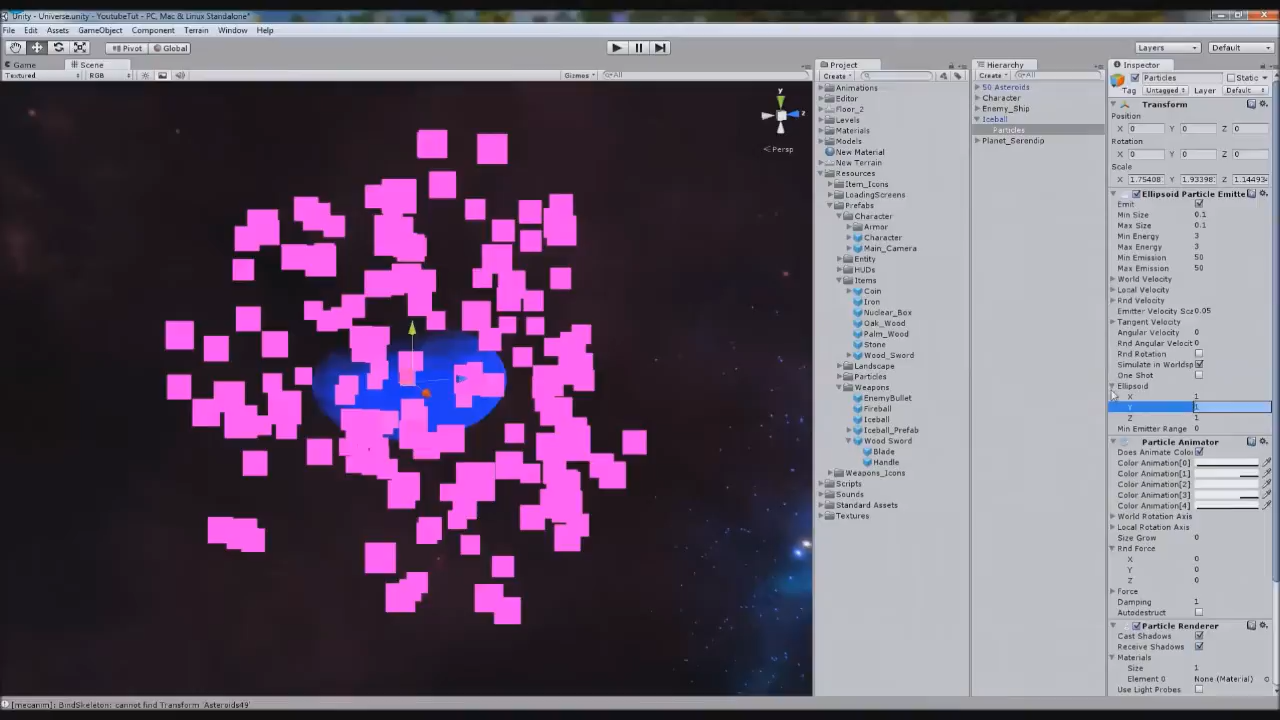 Unity - Universe.unity - YoutubeTut - PC, Mac & Linux Standalone*
File Edit Assets GameObject Component Terrain Window Help
Pivot Global Layers Default
Game Scene
Textured RGB Gizmos All
y
z
Persp
Project
Create
Animations
Editor
Floor_2
Levels
Materials
Models
New Material
New Terrain
Resources
Item_Icons
LoadingScreens
Prefabs
Character
Armor
Character
Main_Camera
Entity
HUDs
Items
Coin
Iron
Nuclear_Box
Oak_Wood
Palm_Wood
Stone
Wood_Sword
Landscape
Particles
Weapons
EnemyBullet
Fireball
Iceball
Iceball_Prefab
Wood Sword
Blade
Handle
Weapons_Icons
Scripts
Sounds
Standard Assets
Textures
Hierarchy
Create All
50 Asteroids
Character
Enemy_Ship
Iceball
Particles
Planet_Serendip
Inspector
Particles Static
Tag Untagged Layer Default
Transform
Position
X 0 Y 0 Z 0
Rotation
X 0 Y 0 Z 0
Scale
X 1.75408 Y 1.93398 Z 1.144934
Ellipsoid Particle Emitte
Emit
Min Size 0.1
Max Size 0.1
Min Energy 3
Max Energy 3
Min Emission 50
Max Emission 50
World Velocity
Local Velocity
Rnd Velocity
Emitter Velocity Sca 0.05
Tangent Velocity
Angular Velocity 0
Rnd Angular Velocit 0
Rnd Rotation
Simulate in Worldsp
One Shot
Ellipsoid
X 1
Y 1
Z 1
Min Emitter Range 0
Particle Animator
Does Animate Color
Color Animation[0]
Color Animation[1]
Color Animation[2]
Color Animation[3]
Color Animation[4]
World Rotation Axis
Local Rotation Axis
Size Grow 0
Rnd Force
X 0
Y 0
Z 0
Force
Damping 1
Autodestruct
Particle Renderer
Cast Shadows
Receive Shadows
Materials
Size 1
Element 0 None (Material)
Use Light Probes
[mecanim]: BindSkeleton: cannot find Transform 'Asteroids49'